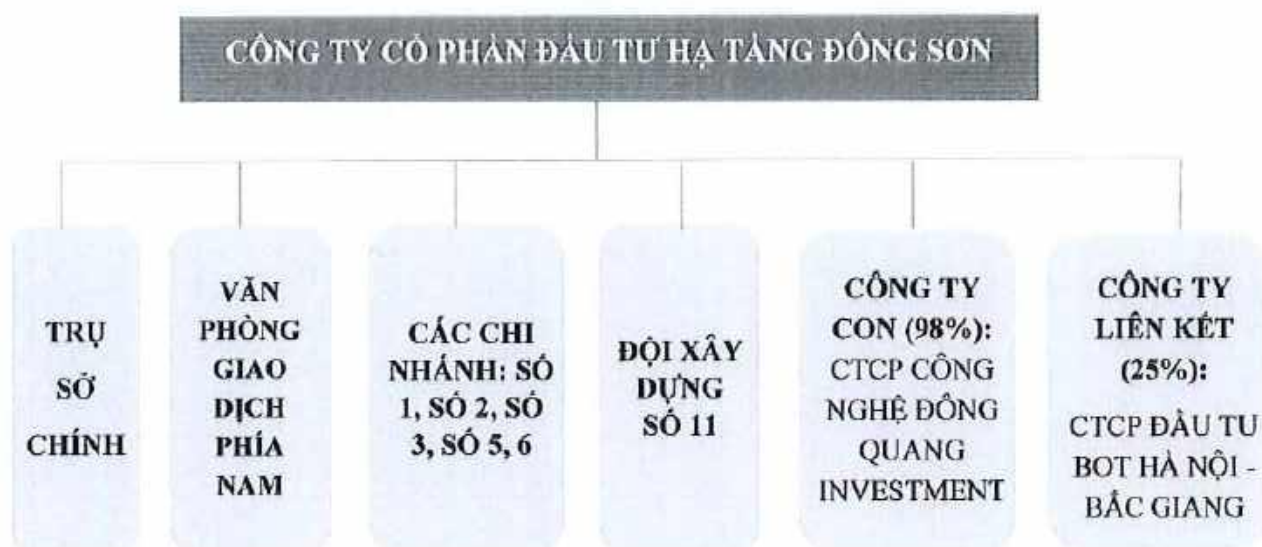 CÔNG TY CỔ PHẦN ĐẦU TƯ HẠ TẦNG ĐÔNG SƠN
TRỤ
SỞ
CHÍNH
VĂN
PHÒNG
GIAO
DỊCH
PHÍA
NAM
CÁC CHI
NHÁNH: SỐ
1, SỐ 2, SỐ
3, SỐ 5, 6
ĐỘI XÂY
DỰNG
SỐ 11
CÔNG TY
CON (98%):
CTCP CÔNG
NGHỆ ĐÔNG
QUANG
INVESTMENT
CÔNG TY
LIÊN KẾT
(25%):
CTCP ĐẦU TƯ
BOT HÀ NỘI -
BẮC GIANG